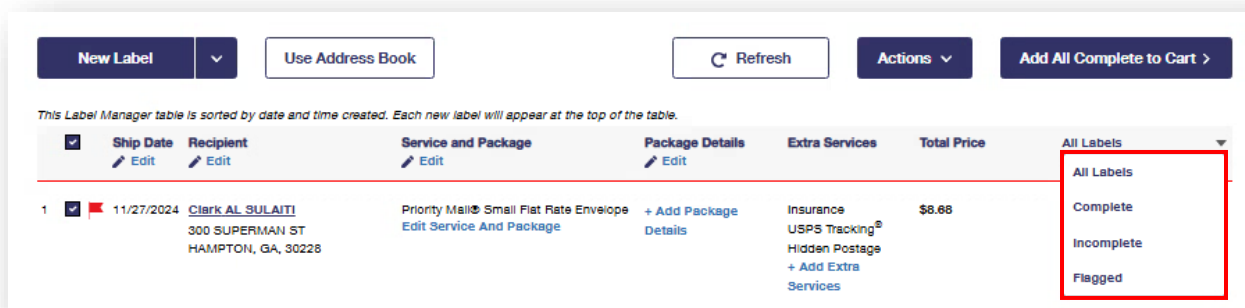 New Label
Use Address Book
Refresh
Actions
Add All Complete to Cart >
This Label Manager table is sorted by date and time created. Each new label will appear at the top of the table.
Ship Date Recipient Service and Package Package Details Extra Services Total Price All Labels
Edit Edit Edit Edit
All Labels
1 11/27/2024 Clark AL SULAITI Priority Mail® Small Flat Rate Envelope + Add Package Insurance $8.68 Complete
300 SUPERMAN ST Edit Service And Package Details USPS Tracking®
HAMPTON, GA, 30228 Hidden Postage Incomplete
+ Add Extra
Services Flagged